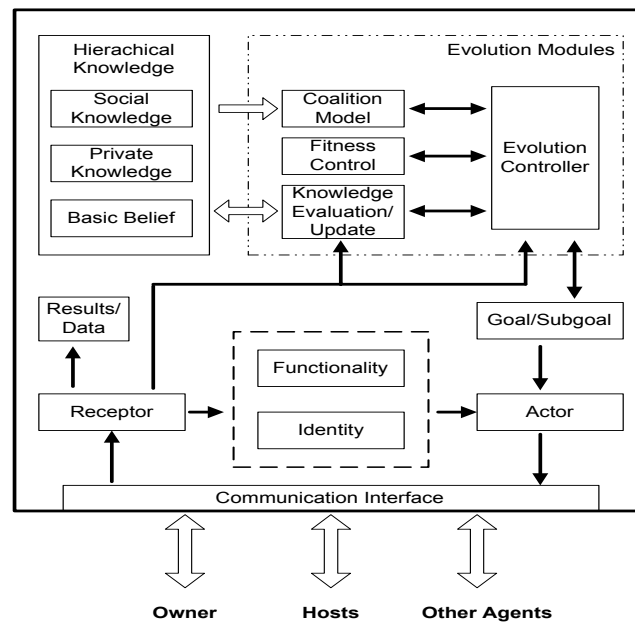 Hierachical
Knowledge
Social
Knowledge
Private
Knowledge
Basic Belief
Evolution Modules
Coalition
Model
Fitness
Control
Knowledge
Evaluation/
Update
Evolution
Controller
Results/
Data
Goal/Subgoal
Functionality
Identity
Receptor
Actor
Communication Interface
Owner
Hosts
Other Agents